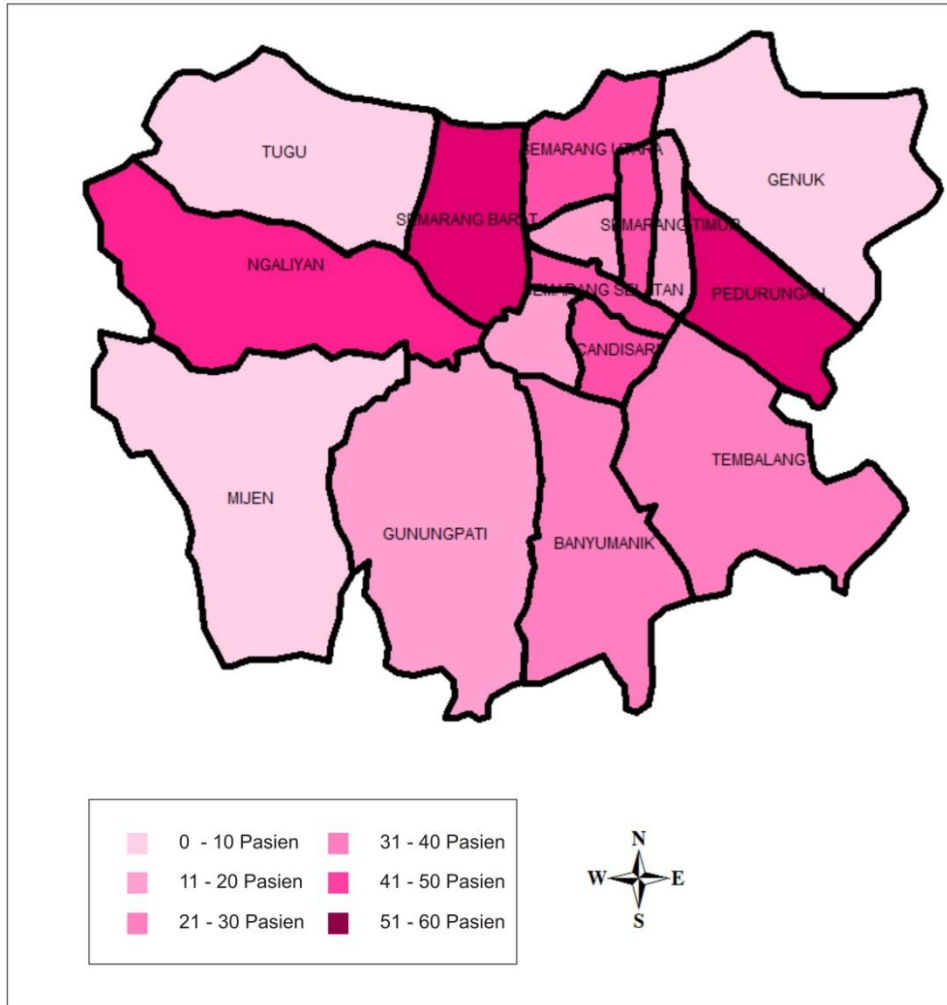 TUGU
SEMARANG UTARA
GENUK
SEMARANG BARAT
SEMARANG TIMUR
NGALIYAN
SEMARANG SELATAN
PEDURUNGAN
CANDISARI
TEMBALANG
MIJEN
GUNUNGPATI
BANYUMANIK
0 - 10 Pasien
11 - 20 Pasien
21 - 30 Pasien
31 - 40 Pasien
41 - 50 Pasien
51 - 60 Pasien
N
W E
S